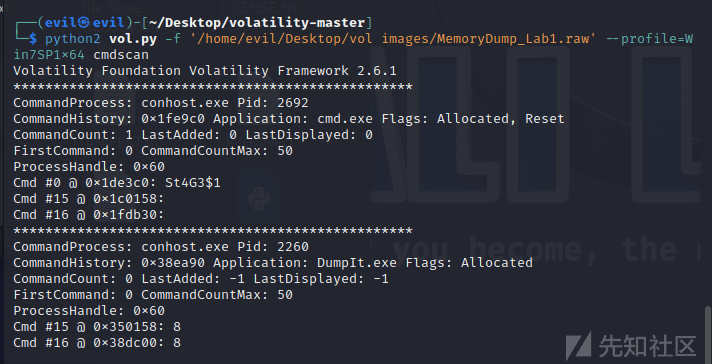 ┌──(evil㉿evil)-[~/Desktop/volatility-master]
└─$ python2 vol.py -f '/home/evil/Desktop/vol images/MemoryDump_Lab1.raw' --profile=W
in7SP1×64 cmdscan
Volatility Foundation Volatility Framework 2.6.1
**************************************************
CommandProcess: conhost.exe Pid: 2692
CommandHistory: 0×1fe9c0 Application: cmd.exe Flags: Allocated, Reset
CommandCount: 1 LastAdded: 0 LastDisplayed: 0
FirstCommand: 0 CommandCountMax: 50
ProcessHandle: 0×60
Cmd #0 @ 0×1de3c0: St4G3$1
Cmd #15 @ 0×1c0158:
Cmd #16 @ 0×1fdb30:
**************************************************
CommandProcess: conhost.exe Pid: 2260
CommandHistory: 0×38ea90 Application: DumpIt.exe Flags: Allocated
CommandCount: 0 LastAdded: -1 LastDisplayed: -1
FirstCommand: 0 CommandCountMax: 50
ProcessHandle: 0×60
Cmd #15 @ 0×350158: 8
Cmd #16 @ 0×38dc00: 8
先知社区